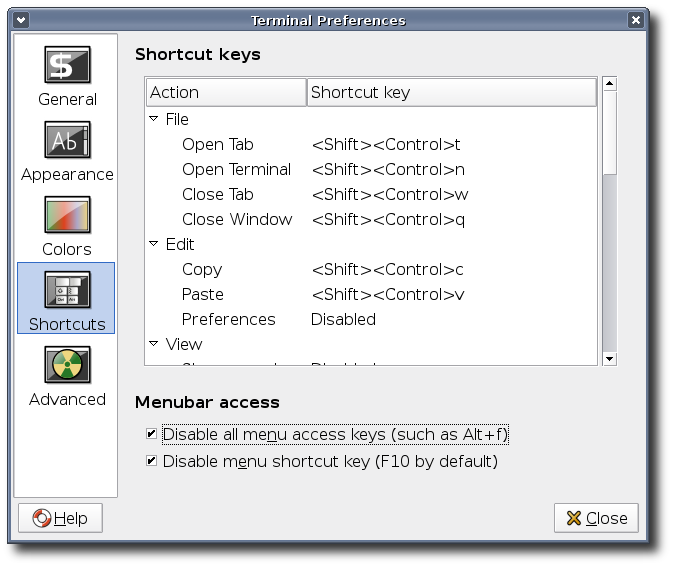 Terminal Preferences
General
Appearance
Colors
Shortcuts
Advanced
Shortcut keys
Action Shortcut key
File
Open Tab <Shift><Control>t
Open Terminal <Shift><Control>n
Close Tab <Shift><Control>w
Close Window <Shift><Control>q
Edit
Copy <Shift><Control>c
Paste <Shift><Control>v
Preferences Disabled
View
Menubar access
Disable all menu access keys (such as Alt+f)
Disable menu shortcut key (F10 by default)
Help Close